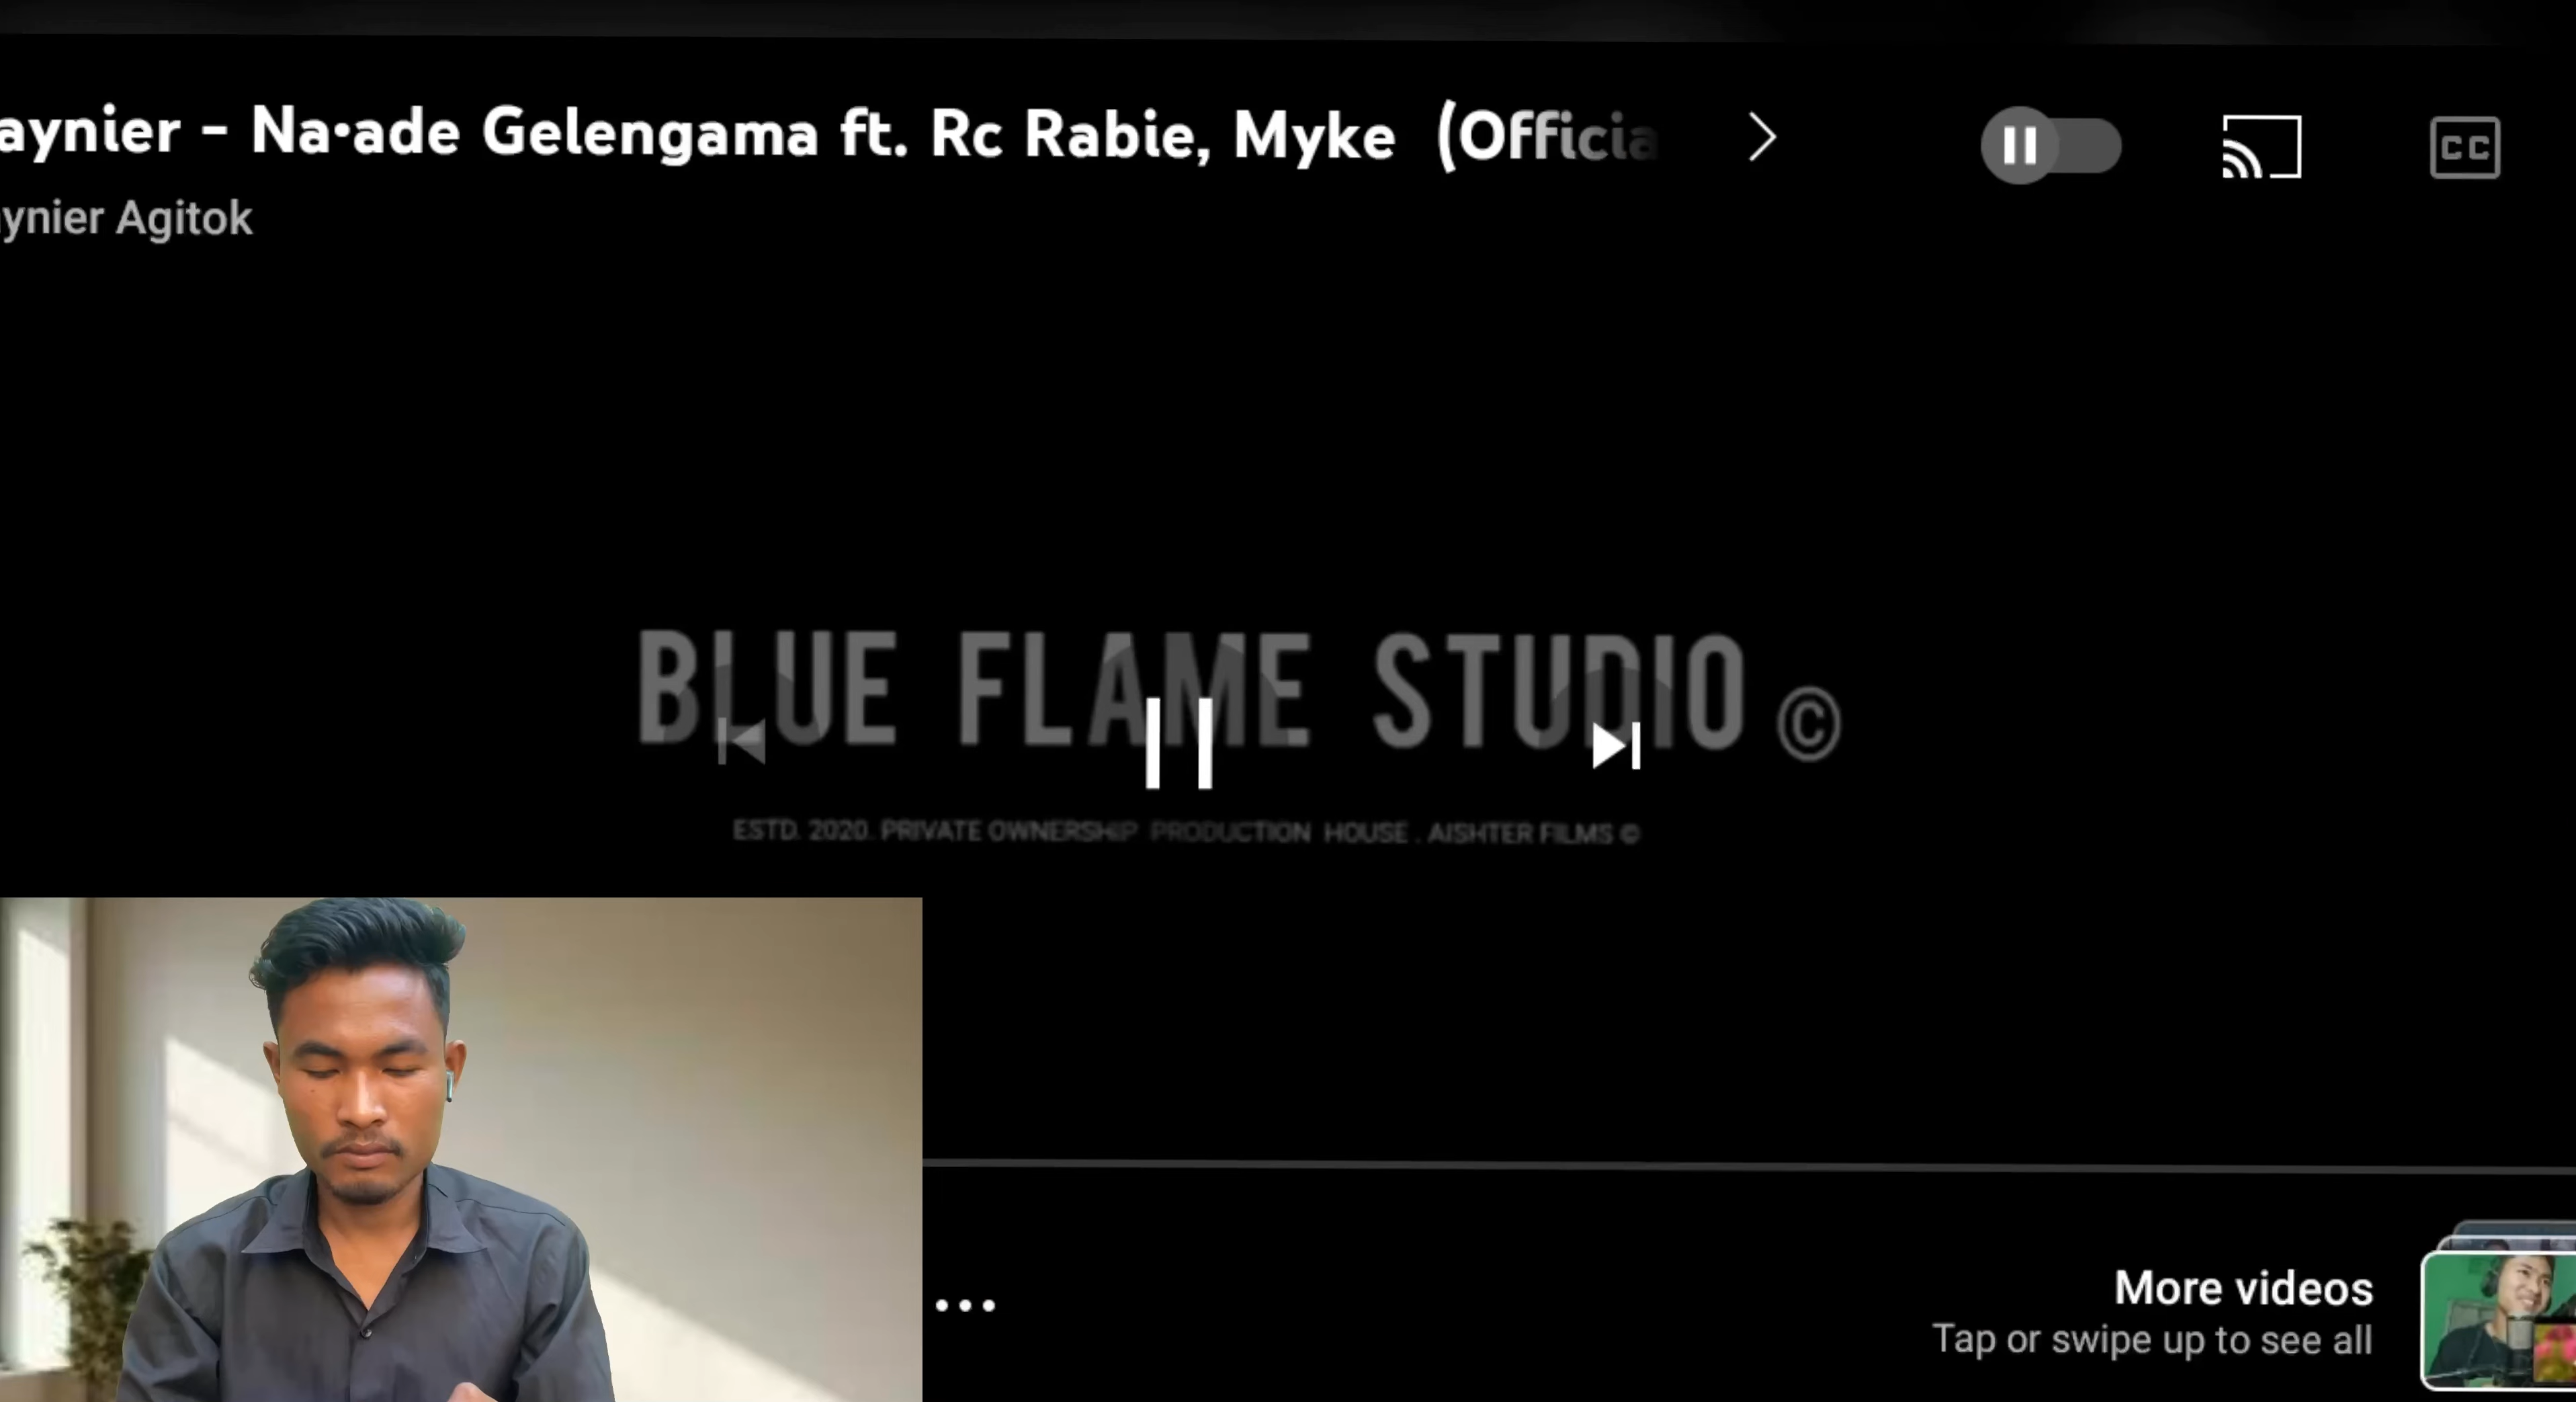 aynier - Na•ade Gelengama ft. Rc Rabie, Myke (Officia
ynier Agitok
CC
BLUE FLAME STUDIO ©
ESTD. 2020. PRIVATE OWNERSHIP PRODUCTION HOUSE . AISHTER FILMS ©
More videos
Tap or swipe up to see all